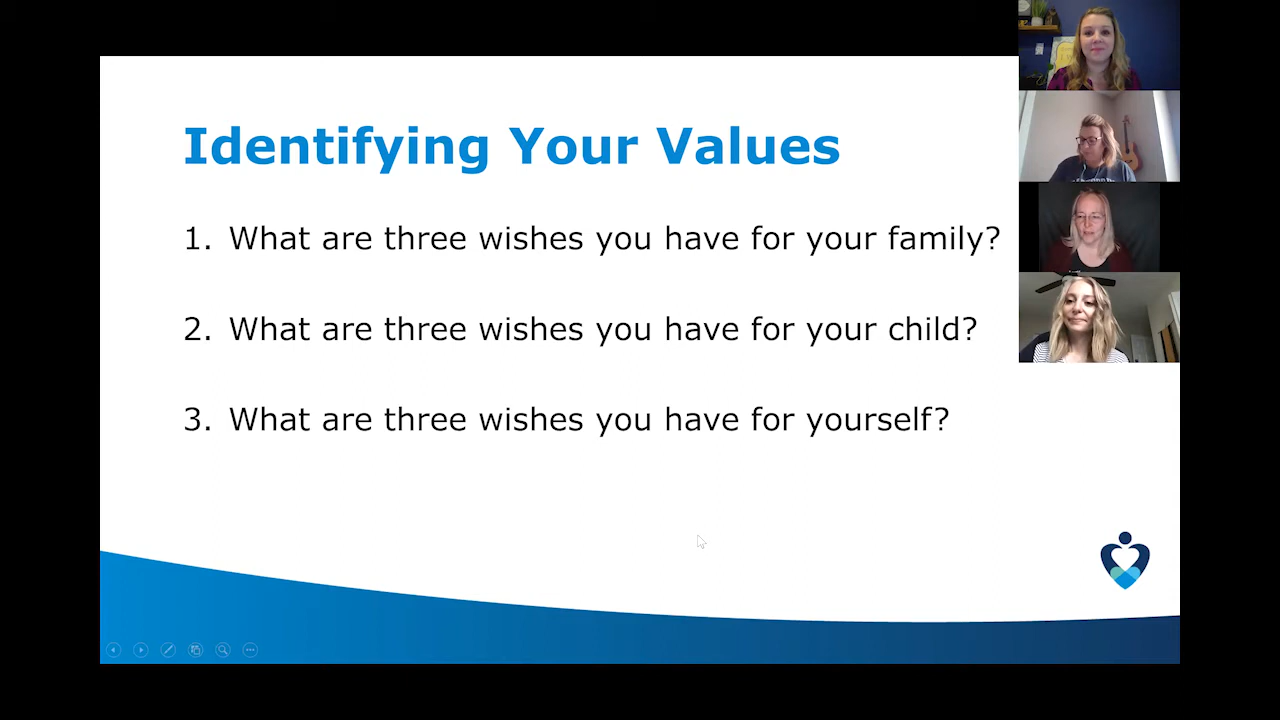 Identifying Your Values
1. What are three wishes you have for your family?
2. What are three wishes you have for your child?
3. What are three wishes you have for yourself?